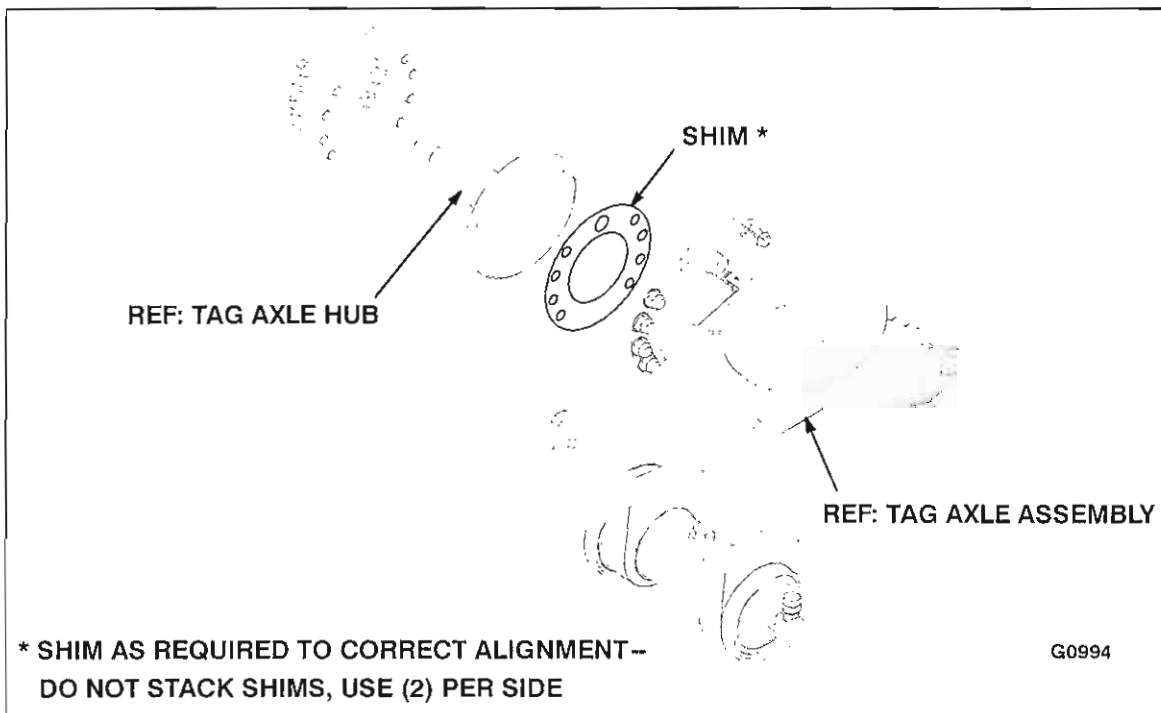 SHIM *
REF: TAG AXLE HUB
REF: TAG AXLE ASSEMBLY
* SHIM AS REQUIRED TO CORRECT ALIGNMENT--
DO NOT STACK SHIMS, USE (2) PER SIDE
G0994